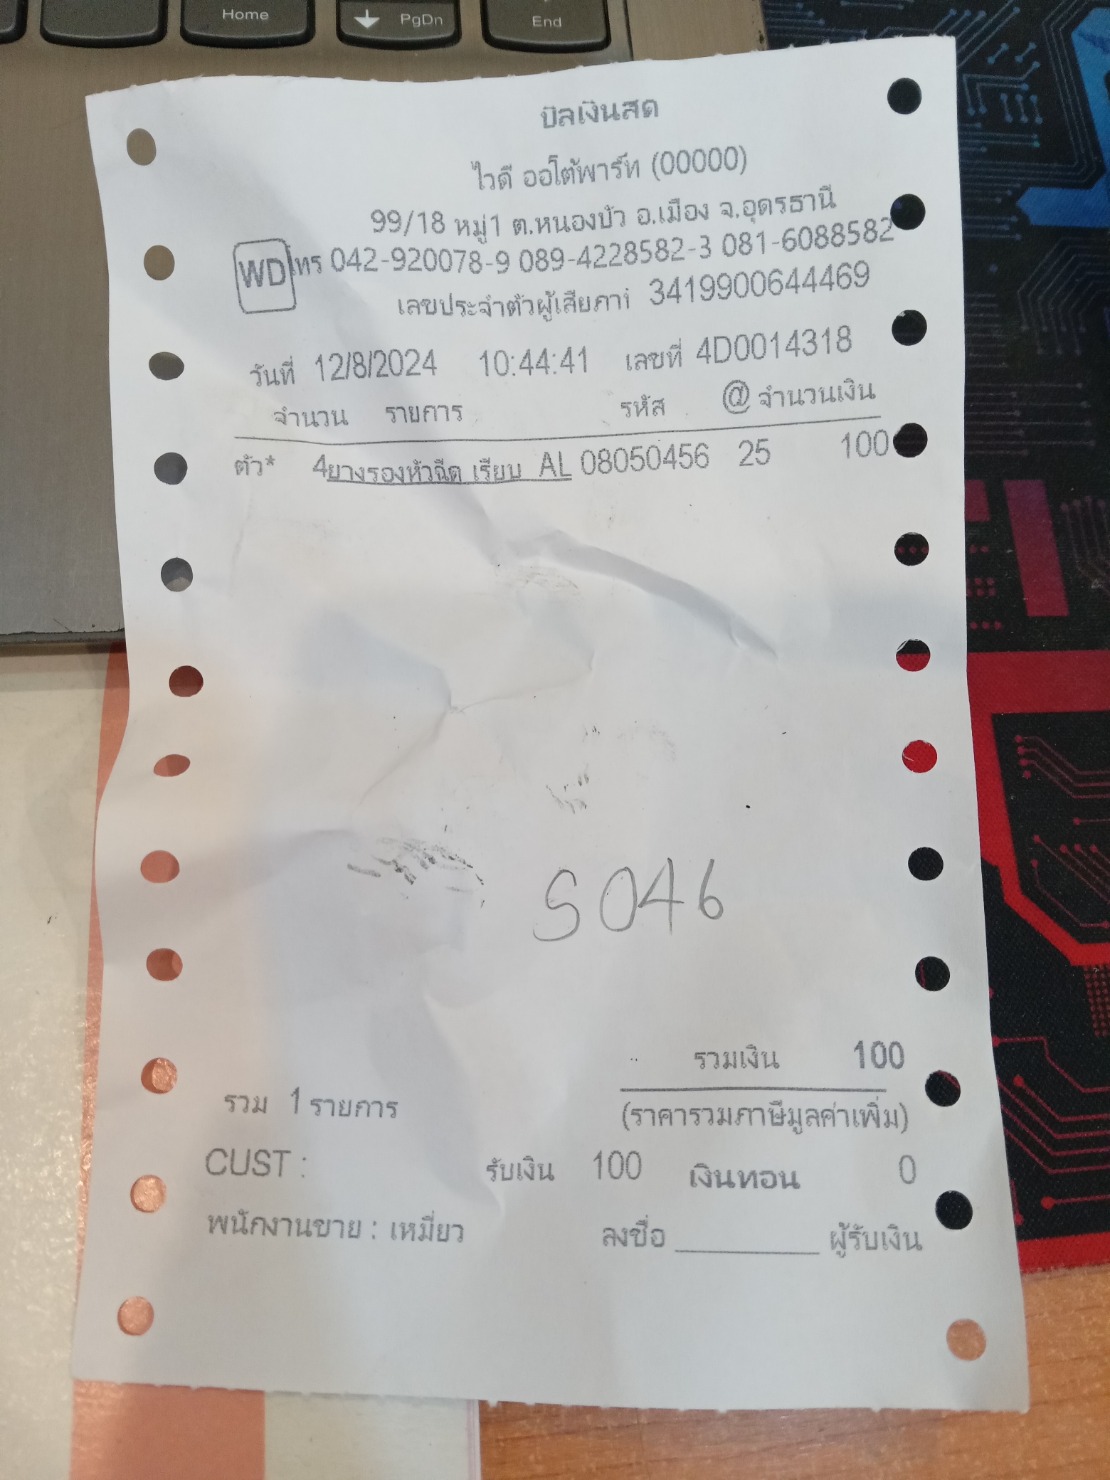 Home
PgDn
End
บิลเงินสด
ไวดี ออโต้พาร์ท (00000)
99/18 หมู่1 ต.หนองบัว อ.เมือง จ.อุดรธานี
WD โทร 042-920078-9 089-4228582-3 081-6088582
เลขประจำตัวผู้เสียภาษี 3419900644469
วันที่ 12/8/2024 10:44:41 เลขที่ 4D0014318
จำนวน รายการ รหัส @ จำนวนเงิน
ตัว* 4 ยางรองหัวฉีด เรียบ AL 08050456 25 100
S 046
รวมเงิน 100
รวม 1 รายการ (ราคารวมภาษีมูลค่าเพิ่ม)
CUST : รับเงิน 100 เงินทอน 0
พนักงานขาย : เหมี่ยว ลงชื่อ ________ ผู้รับเงิน